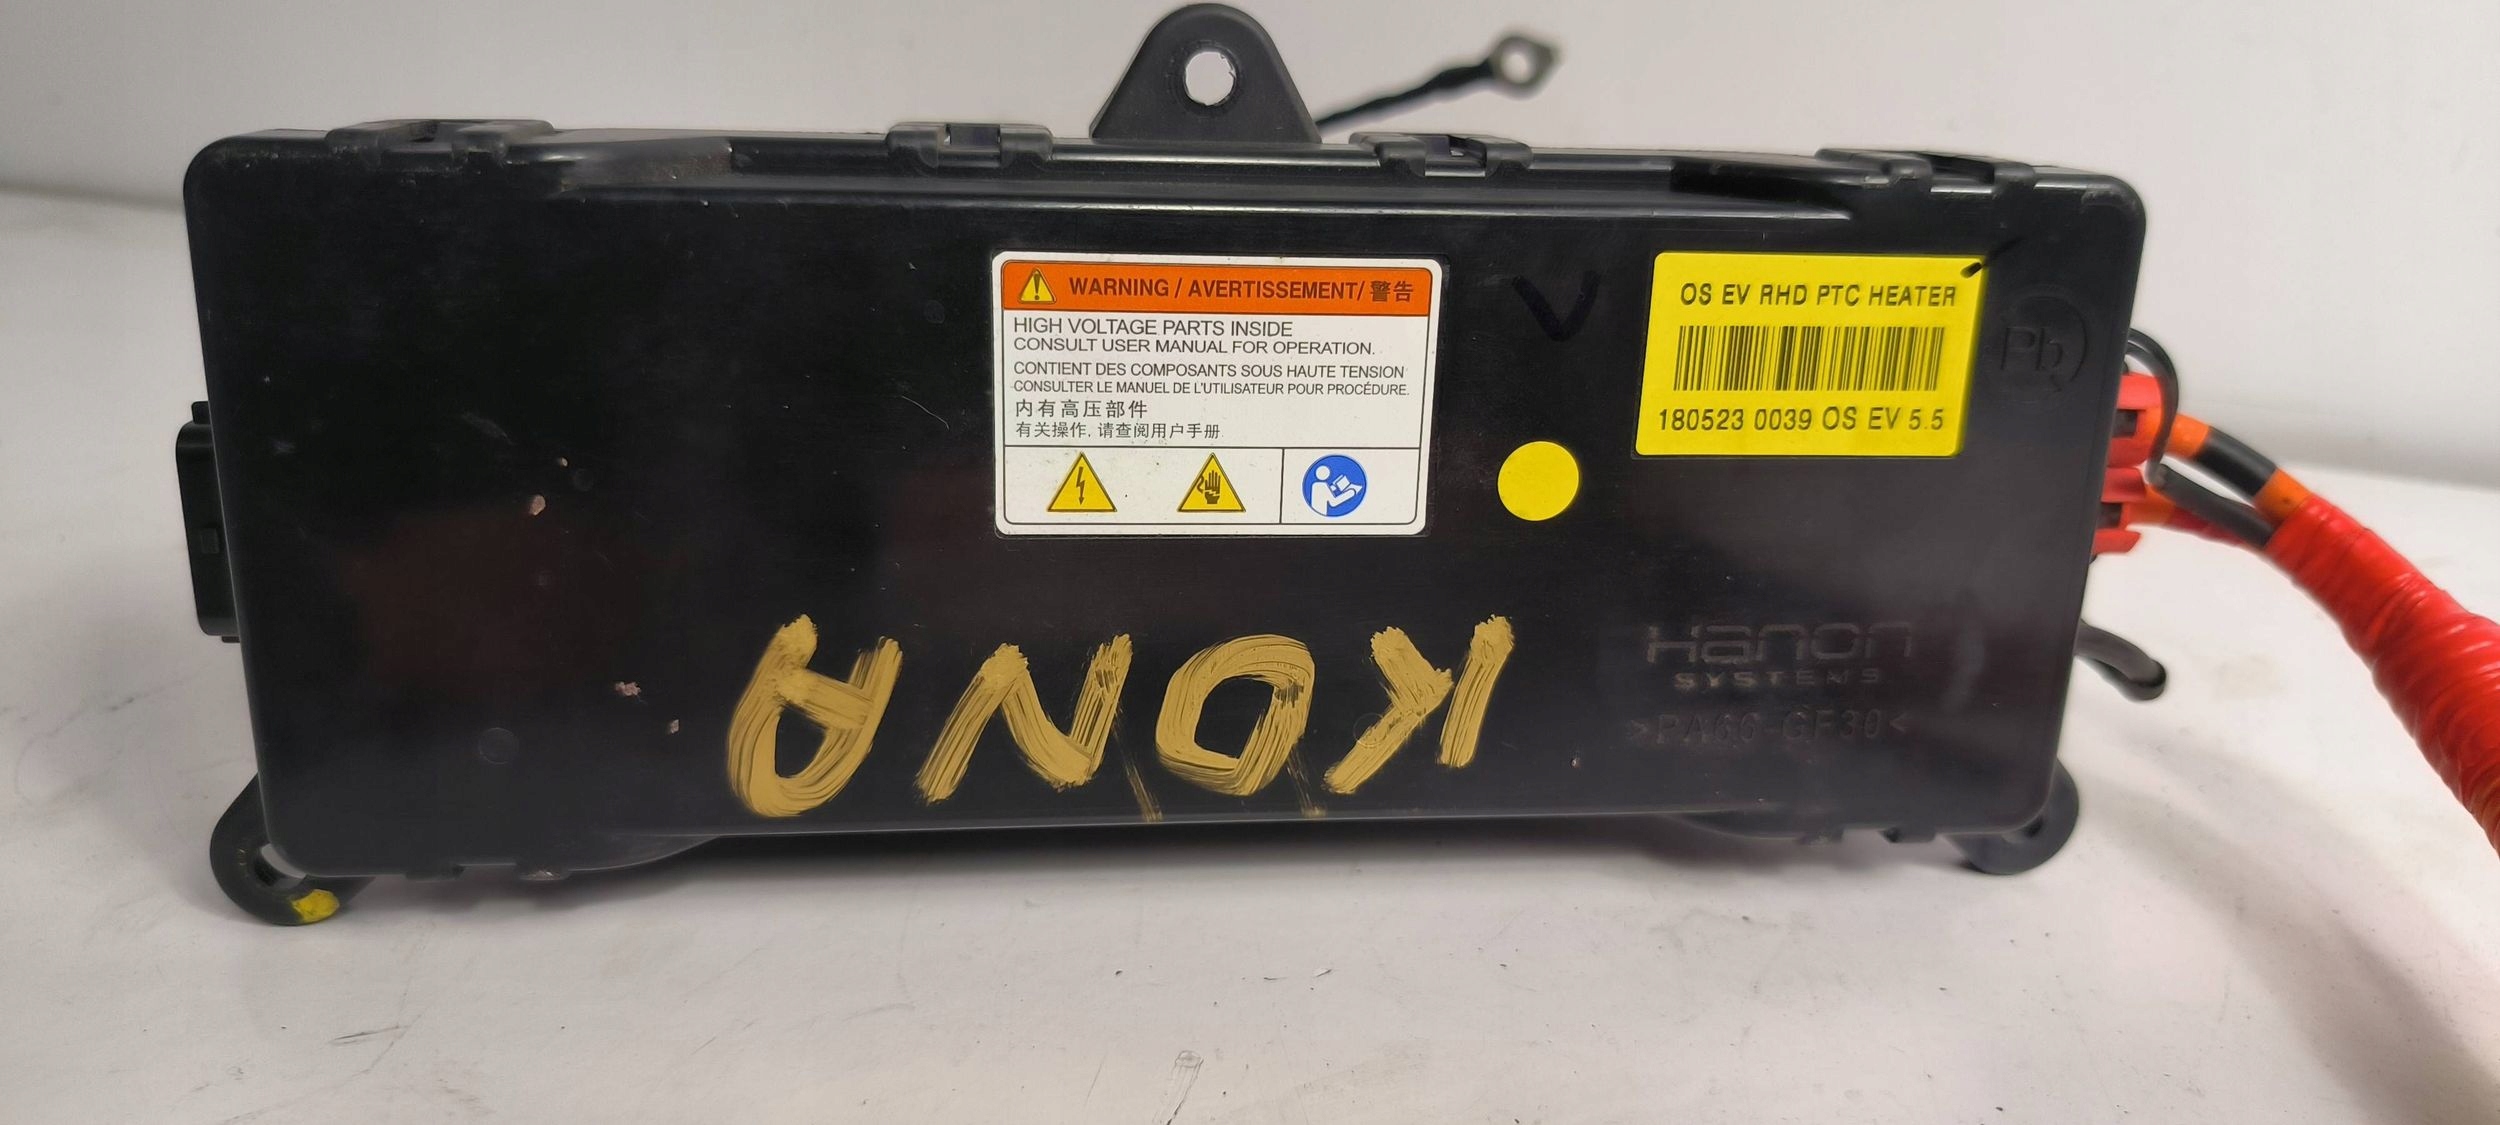 WARNING / AVERTISSEMENT/ 警告
HIGH VOLTAGE PARTS INSIDE
CONSULT USER MANUAL FOR OPERATION.
CONTIENT DES COMPOSANTS SOUS HAUTE TENSION
CONSULTER LE MANUEL DE L'UTILISATEUR POUR PROCÉDURE.
内有高压部件
有关操作, 请查阅用户手册
OS EV RHD PTC HEATER
180523 0039 OS EV 5.5
Pb
Hanon
SYSTEMS
>PA66-GF30<
KONA